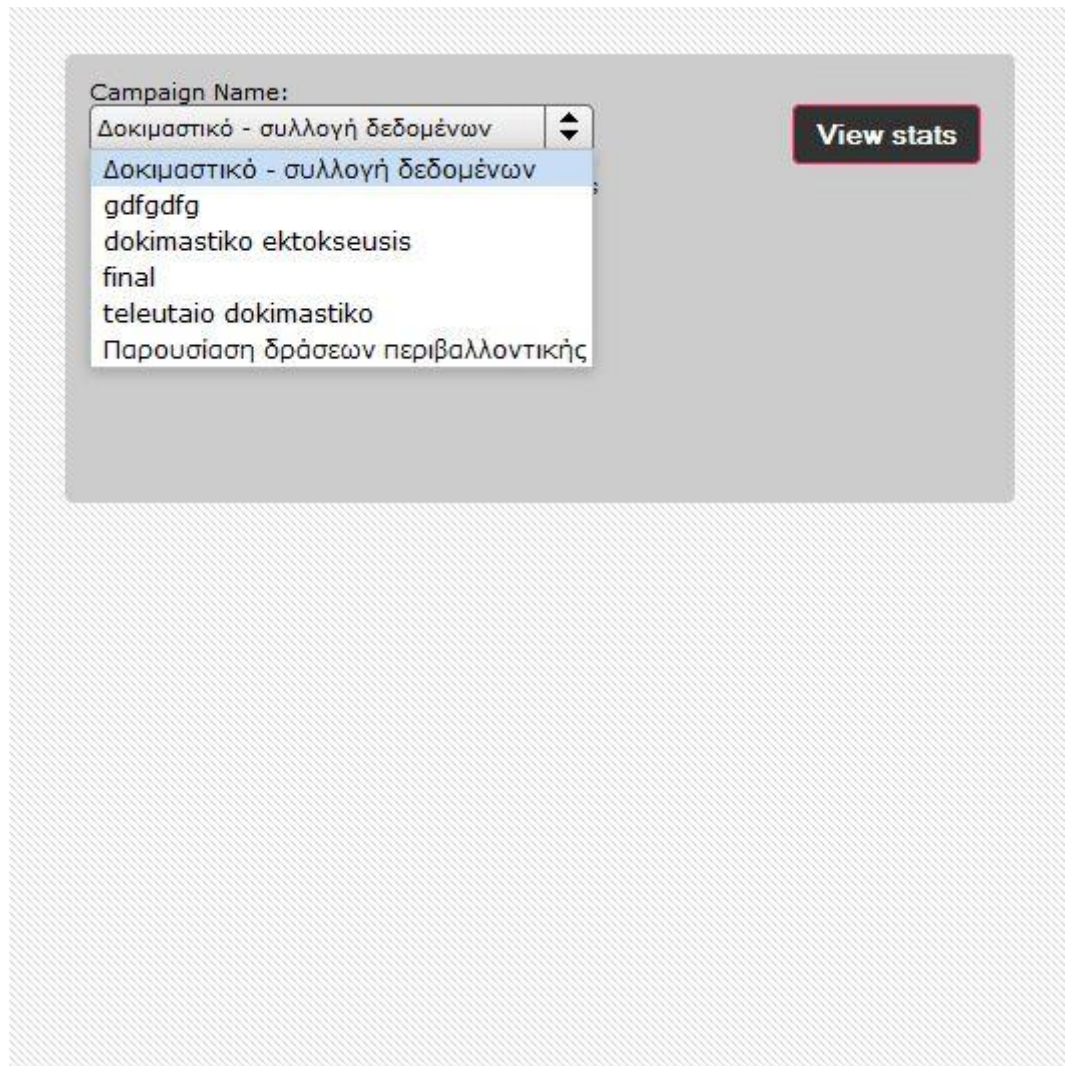 Campaign Name:
Δοκιμαστικό - συλλογή δεδομένων
View stats
Δοκιμαστικό - συλλογή δεδομένων
gdfgdfg
dokimastiko ektokseusis
final
teleutaio dokimastiko
Παρουσίαση δράσεων περιβαλλοντικής